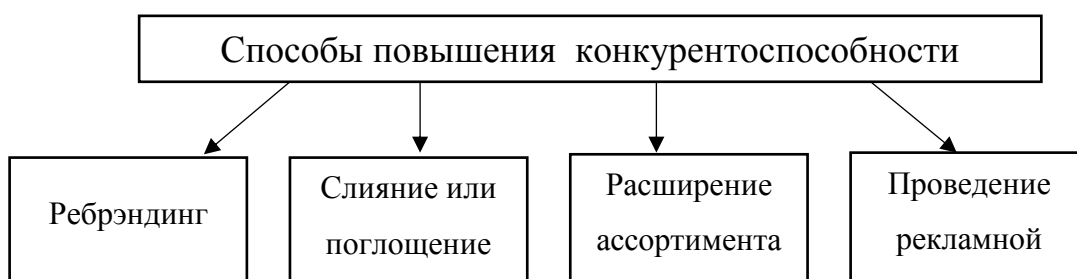 Способы повышения конкурентоспособности
Ребрэндинг
Слияние или
поглощение
Расширение
ассортимента
Проведение
рекламной